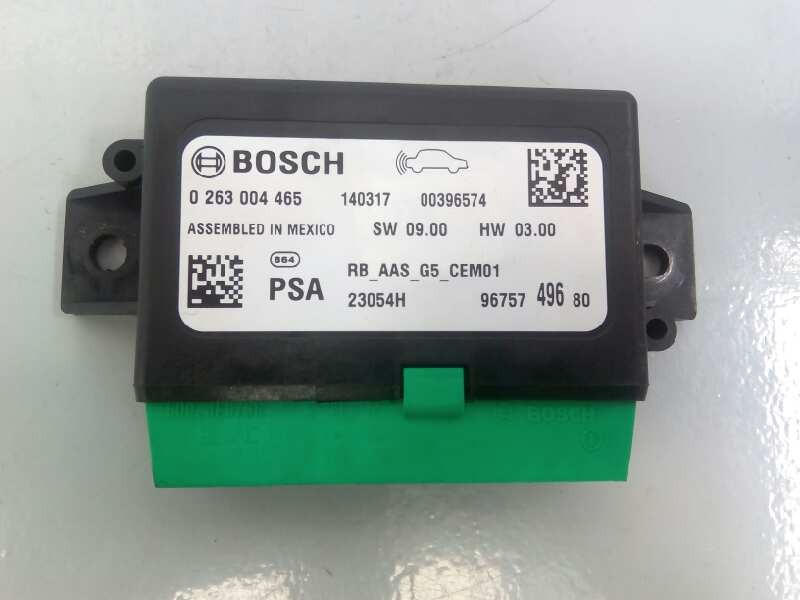 BOSCH
0 263 004 465 140317 00396574
ASSEMBLED IN MEXICO SW 09.00 HW 03.00
S64
PSA
RB_AAS_G5_CEM01
23054H 96757 496 80
BOSCH